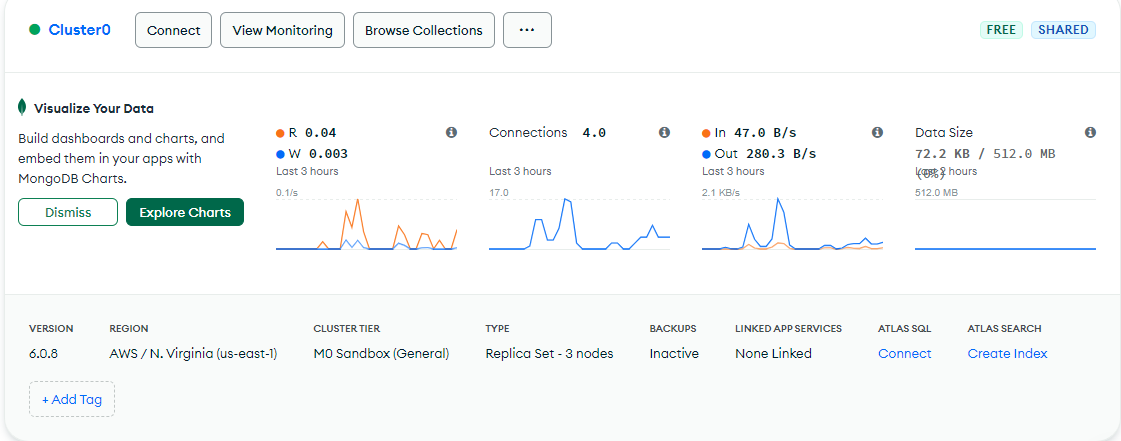 Cluster0 Connect View Monitoring Browse Collections ... FREE SHARED
Visualize Your Data
Build dashboards and charts, and
embed them in your apps with
MongoDB Charts.
Dismiss Explore Charts
R 0.04
W 0.003
Last 3 hours
0.1/s
Connections 4.0
Last 3 hours
17.0
In 47.0 B/s
Out 280.3 B/s
Last 3 hours
2.1 KB/s
Data Size
72.2 KB / 512.0 MB
(0%)
Last 2 hours
512.0 MB
VERSION REGION CLUSTER TIER TYPE BACKUPS LINKED APP SERVICES ATLAS SQL ATLAS SEARCH
6.0.8 AWS / N. Virginia (us-east-1) M0 Sandbox (General) Replica Set - 3 nodes Inactive None Linked Connect Create Index
+ Add Tag